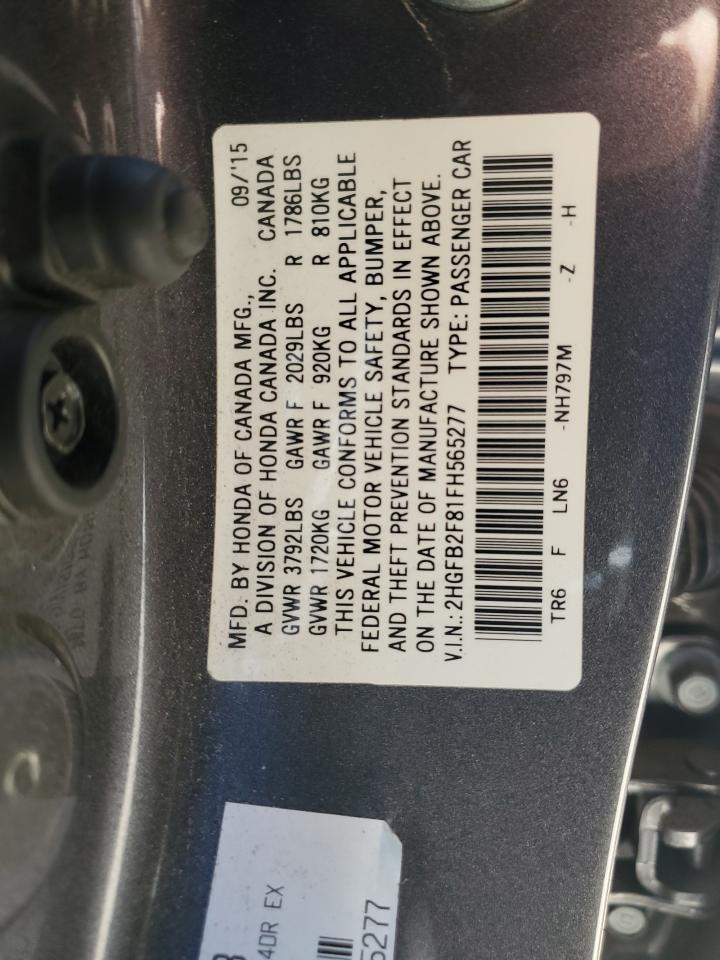 MFD. BY HONDA OF CANADA MFG., 09/'15
A DIVISION OF HONDA CANADA INC. CANADA
GVWR 3792LBS GAWR F 2029LBS R 1786LBS
GVWR 1720KG GAWR F 920KG R 810KG
THIS VEHICLE CONFORMS TO ALL APPLICABLE
FEDERAL MOTOR VEHICLE SAFETY, BUMPER,
AND THEFT PREVENTION STANDARDS IN EFFECT
ON THE DATE OF MANUFACTURE SHOWN ABOVE.
V.I.N.: 2HGFB2F81FH565277 TYPE: PASSENGER CAR
TR6 F LN6 -NH797M -Z -H
4DR EX
5277